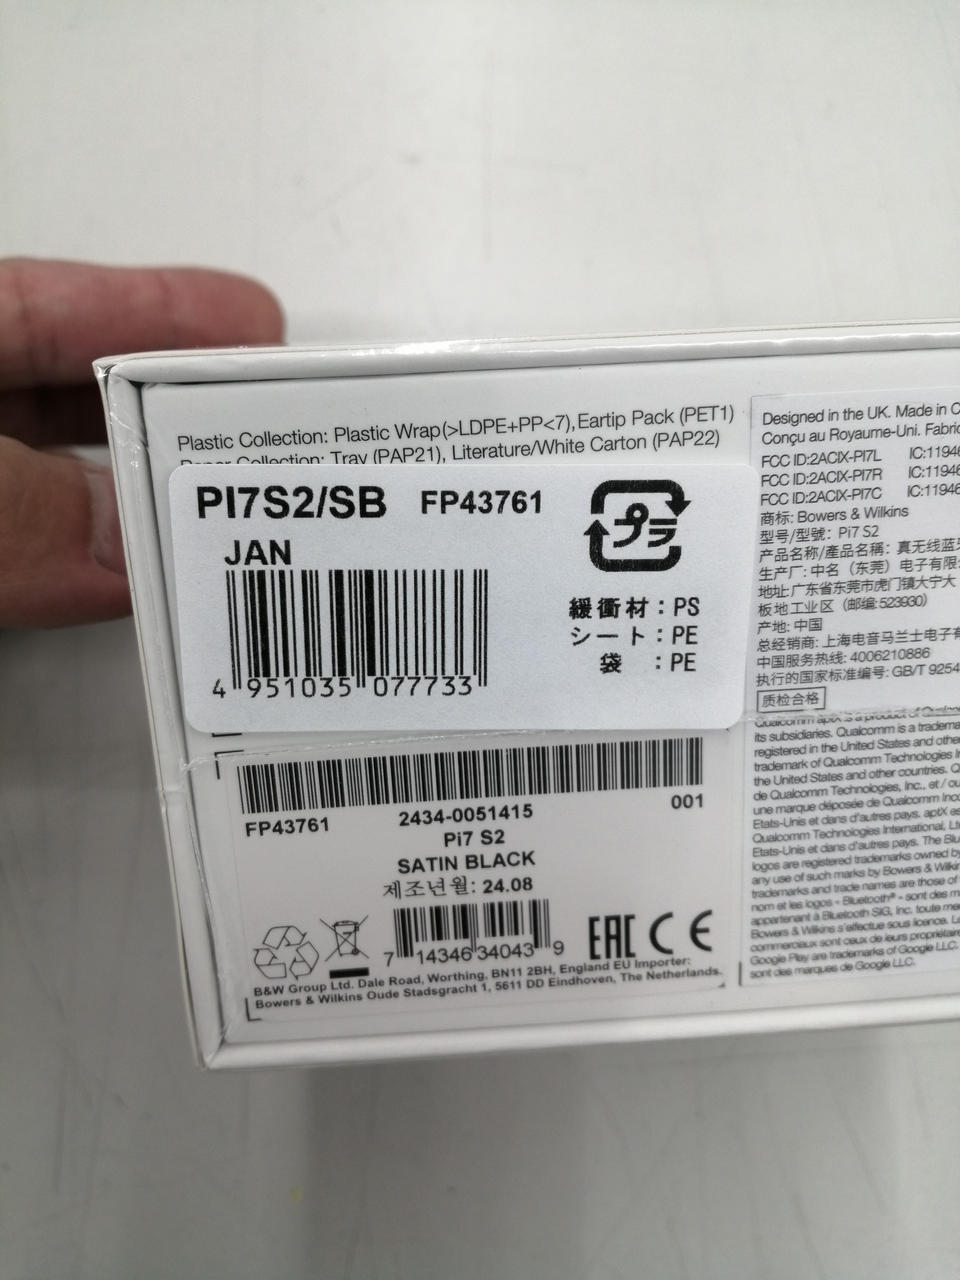 Plastic Collection: Plastic Wrap(>LDPE+PP<7), Eartip Pack (PET1)
Paper Collection: Tray (PAP21), Literature/White Carton (PAP22)
PI7S2/SB FP43761
JAN
プラ
4 951035 077733
緩衝材：PS
シート：PE
袋：PE
FP43761 2434-0051415 001
Pi7 S2
SATIN BLACK
제조년월: 24.08
7 14346 34043 9
EAC CE
B&W Group Ltd. Dale Road, Worthing, BN11 2BH, England EU Importer:
Bowers & Wilkins Oude Stadsgracht 1, 5611 DD Eindhoven, The Netherlands.
Designed in the UK. Made in
Conçu au Royaume-Uni.
FCC ID:2ACIX-PI7L
FCC ID:2ACIX-PI7R
FCC ID:2ACIX-PI7C
商标: Bowers & Wilkins
型号/型號: Pi7 S2
产品名称/產品名稱: 真无线蓝
生产厂: 中名（东莞）电子有限
地址:广东省东莞市虎门镇大宁大
板地工业区（邮编:523930)
产地: 中国
总经销商: 上海电音马兰士电子有
中国服务热线: 4006210886
执行的国家标准编号: GB/T 9254
质检合格
Qualcomm aptX is a product of
its subsidiaries. Qualcomm is a
registered in the United States and
trademark of Qualcomm Technologies
the United States and other countries.
de Qualcomm Technologies, Inc., et / ou
une marque déposée de Qualcomm
Etats-Unis et dans d'autres pays. aptX
Qualcomm Technologies International,
Etats-Unis et dans d'autres pays. The
logos are registered trademarks owned by
any use of such marks by Bowers &
trademarks and trade names are those of
nom et les logos « Bluetooth® » sont des
appartenant à Bluetooth SIG, Inc. toute
Bowers & Wilkins s'effectue sous licence.
commerciaux sont ceux de leurs
Google Play are trademarks of Google LLC.
sont des marques de Google LLC.